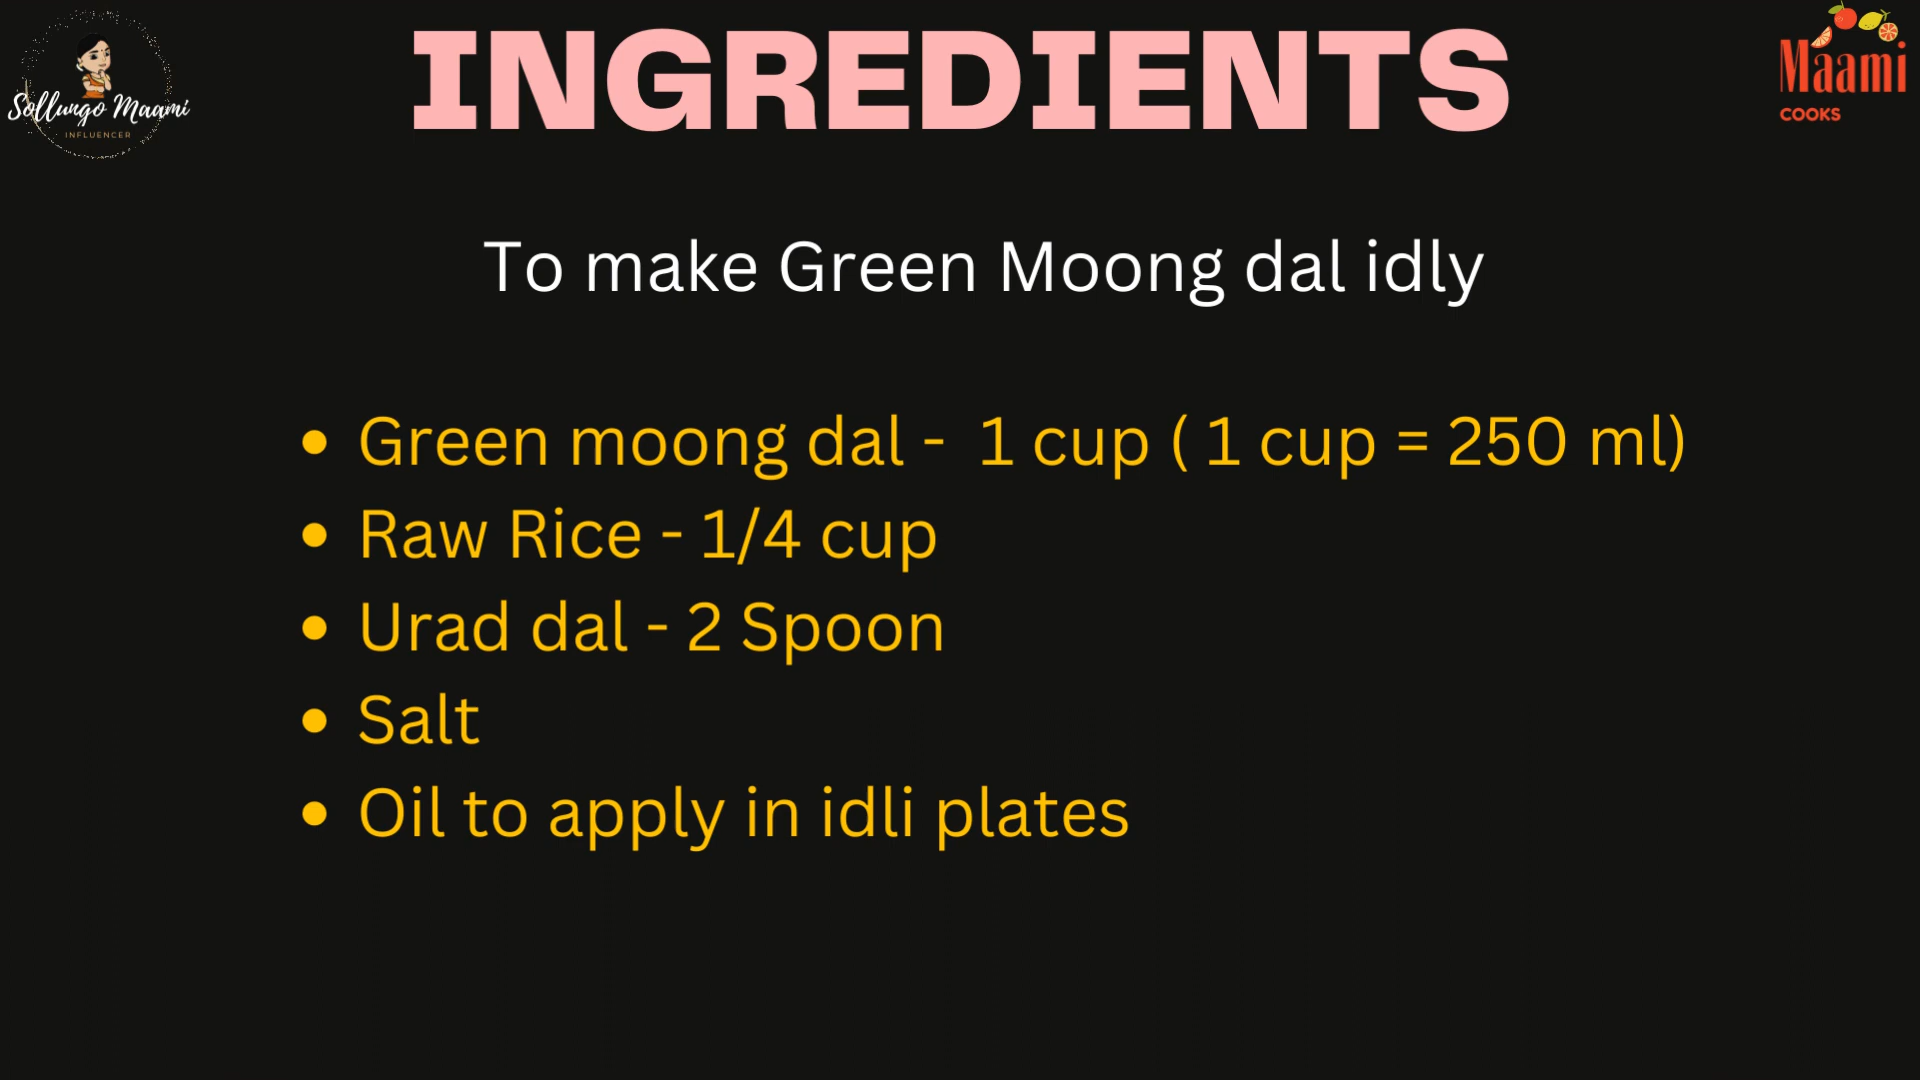 INGREDIENTS
Sollungo Maami
INFLUENCER
Maami
COOKS
To make Green Moong dal idly
• Green moong dal -  1 cup ( 1 cup = 250 ml)
• Raw Rice - 1/4 cup
• Urad dal - 2 Spoon
• Salt
• Oil to apply in idli plates